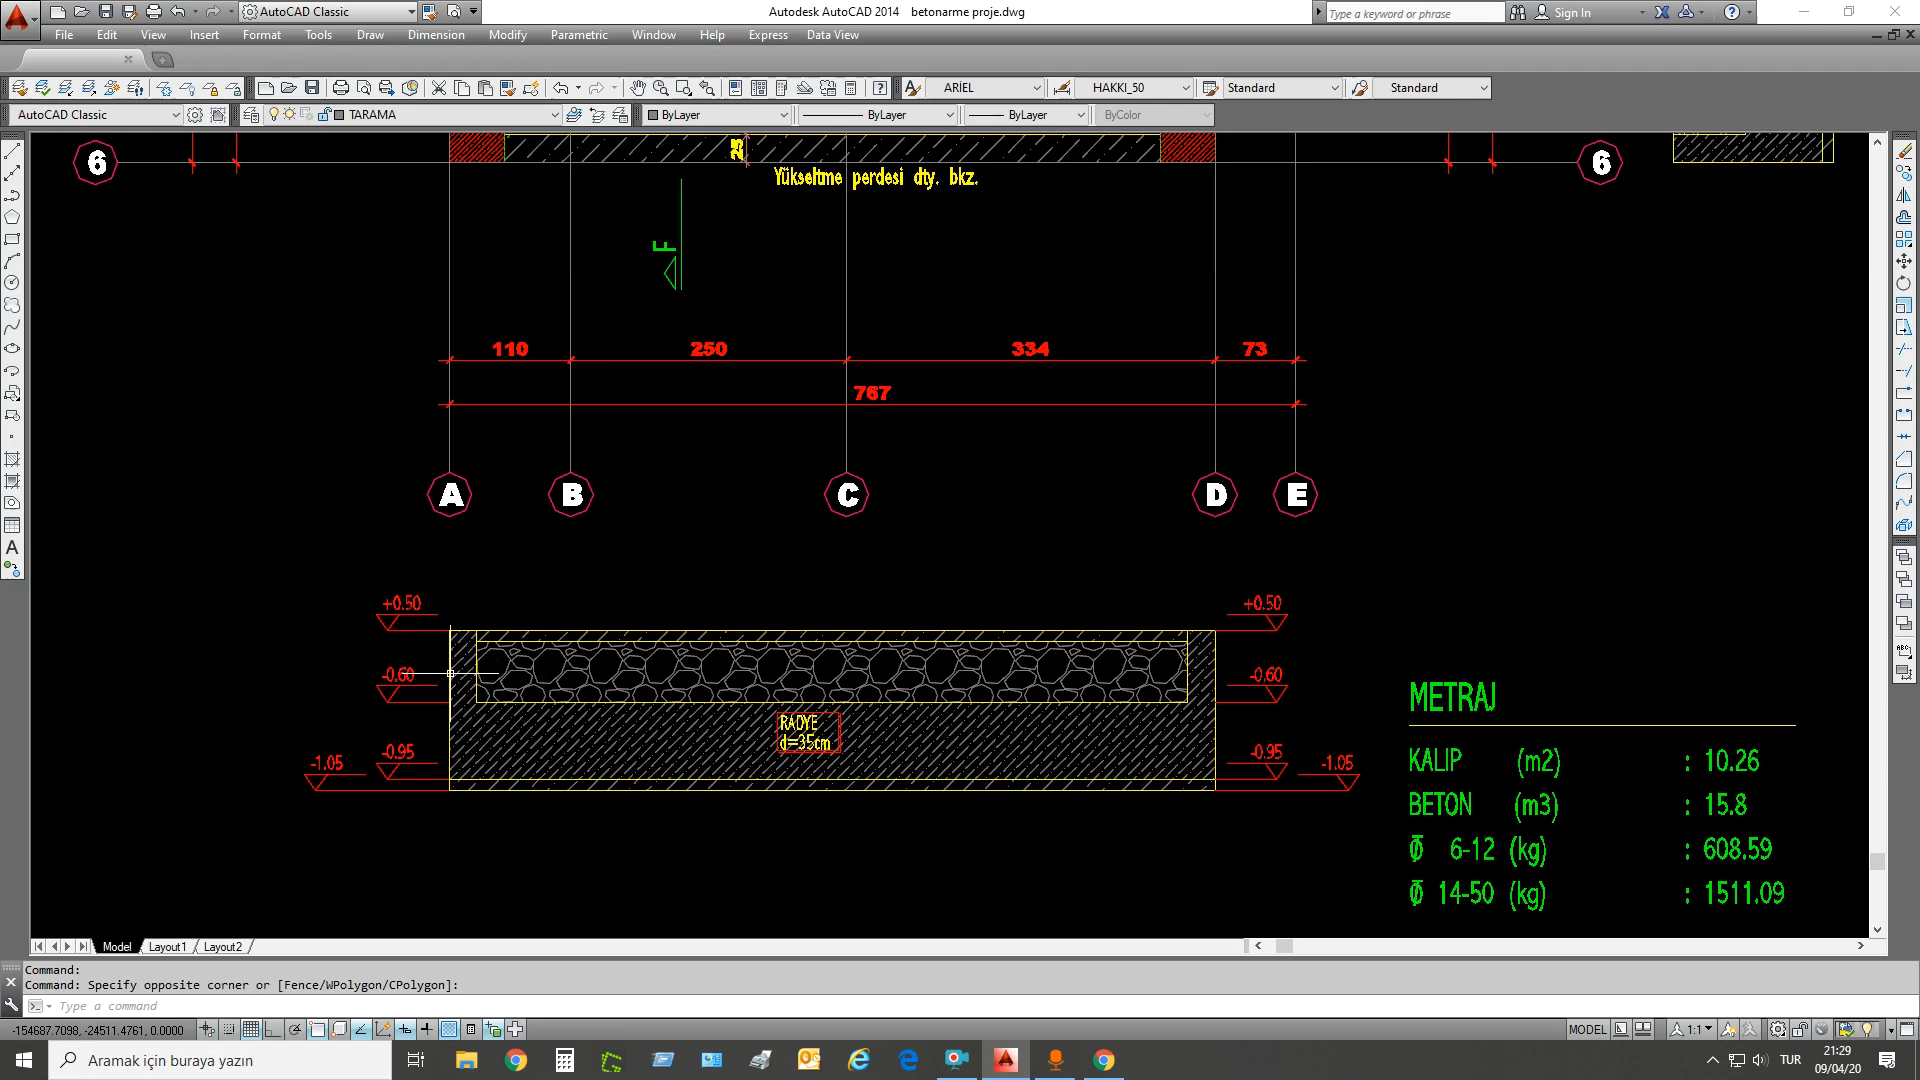 AutoCAD Classic
Autodesk AutoCAD 2014 betonarme proje.dwg
Type a keyword or phrase
Sign In
File Edit View Insert Format Tools Draw Dimension Modify Parametric Window Help Express Data View
ARİEL HAKKI_50 Standard Standard
AutoCAD Classic TARAMA ByLayer ByLayer ByLayer ByColor
6 6
25
Yükseltme perdesi dty. bkz.
F
110 250 334 73
767
A B C D E
+0.50 +0.50
-0.60 -0.60
RADYE
d=35cm
-0.95 -0.95
-1.05 -1.05
METRAJ
KALIP (m2) : 10.26
BETON (m3) : 15.8
Φ 6-12 (kg) : 608.59
Φ 14-50 (kg) : 1511.09
Model Layout1 Layout2
Command:
Command: Specify opposite corner or [Fence/WPolygon/CPolygon]:
Type a command
-154687.7098, -24511.4761, 0.0000
MODEL 1:1
Aramak için buraya yazın
TUR
21:29
09/04/20